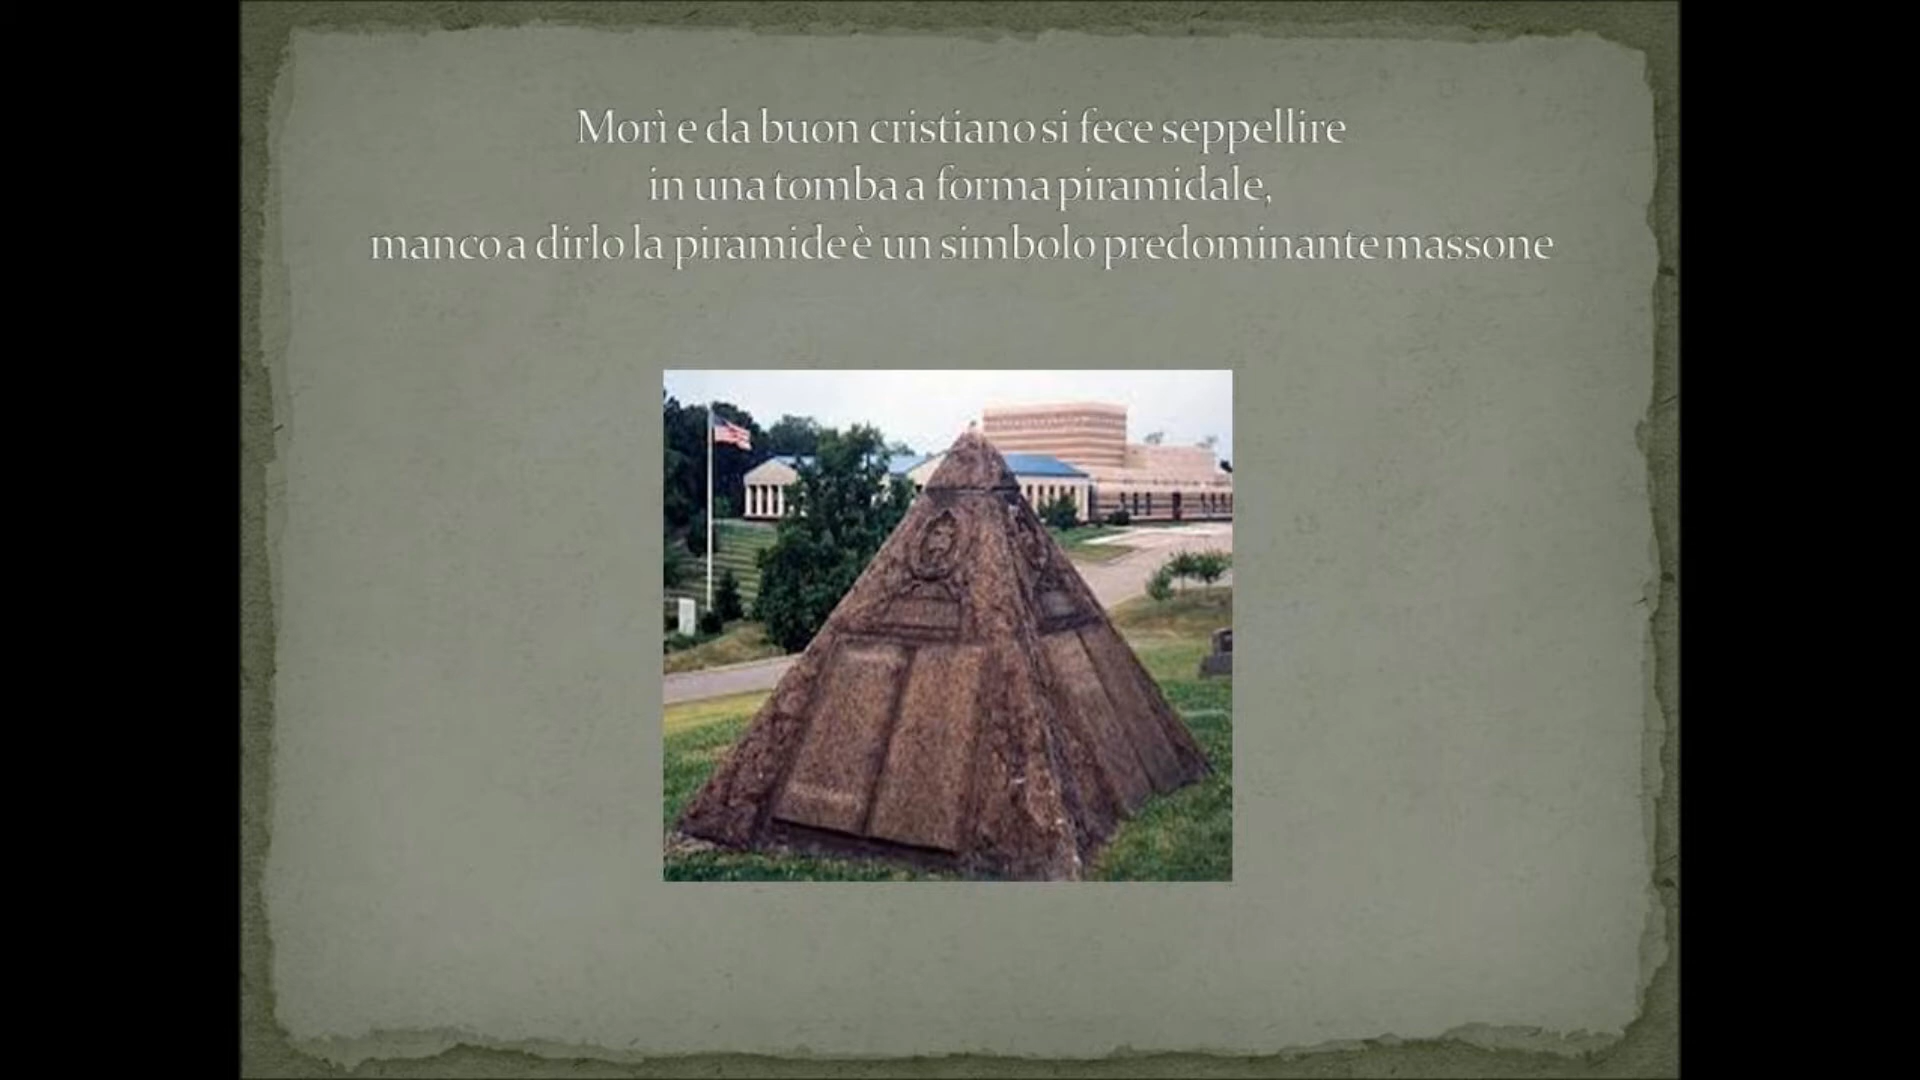 Morì e da buon cristiano si fece seppellire
in una tomba a forma piramidale,
manco a dirlo la piramide è un simbolo predominante massone